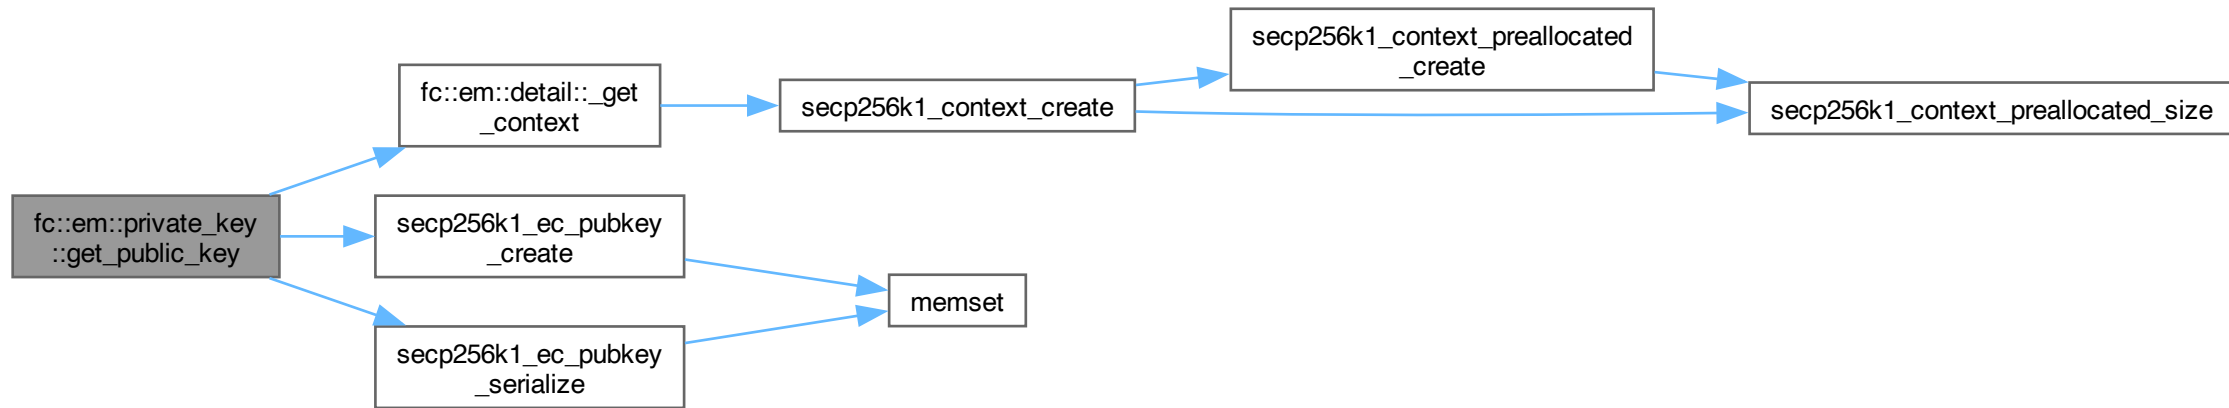 fc::em::private_key
::get_public_key
fc::em::detail::_get
_context
secp256k1_context_create
secp256k1_context_preallocated
_create
secp256k1_context_preallocated_size
secp256k1_ec_pubkey
_create
memset
secp256k1_ec_pubkey
_serialize